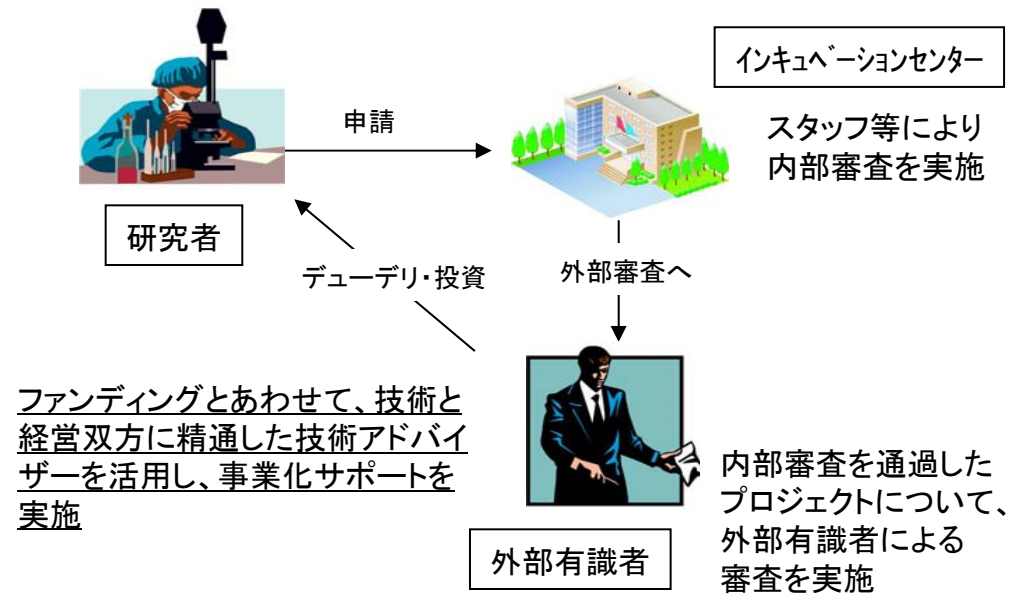 インキュベーションセンター
申請
スタッフ等により
内部審査を実施
研究者
デューデリ・投資
外部審査へ
ファンディングとあわせて、技術と
経営双方に精通した技術アドバイ
ザーを活用し、事業化サポートを
実施
内部審査を通過した
プロジェクトについて、
外部有識者による
審査を実施
外部有識者